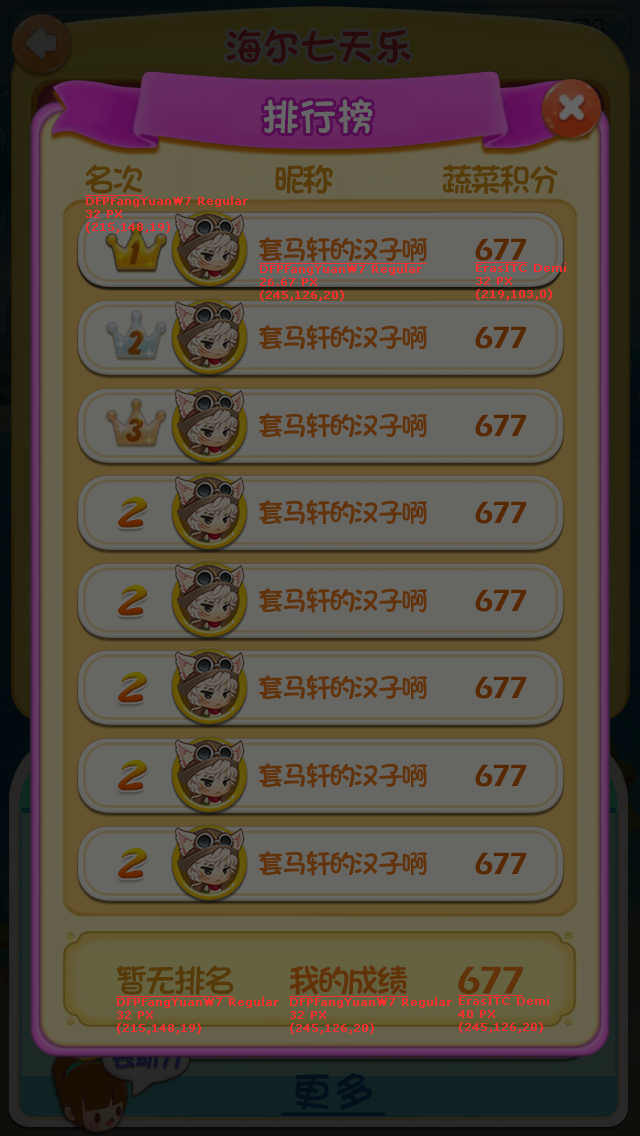 海尔七天乐
排行榜
名次 昵称 蔬菜积分
DFPFangYuanW7 Regular
32 PX
(215,148,19)
1 套马轩的汉子啊 677
DFPFangYuanW7 Regular ErasITC Demi
26.67 PX 32 PX
(245,126,20) (219,103,0)
2 套马轩的汉子啊 677
3 套马轩的汉子啊 677
2 套马轩的汉子啊 677
2 套马轩的汉子啊 677
2 套马轩的汉子啊 677
2 套马轩的汉子啊 677
2 套马轩的汉子啊 677
暂无排名 我的成绩 677
DFPFangYuanW7 Regular DFPFangYuanW7 Regular ErasITC Demi
32 PX 32 PX 40 PX
(215,148,19) (245,126,20) (245,126,20)
更多